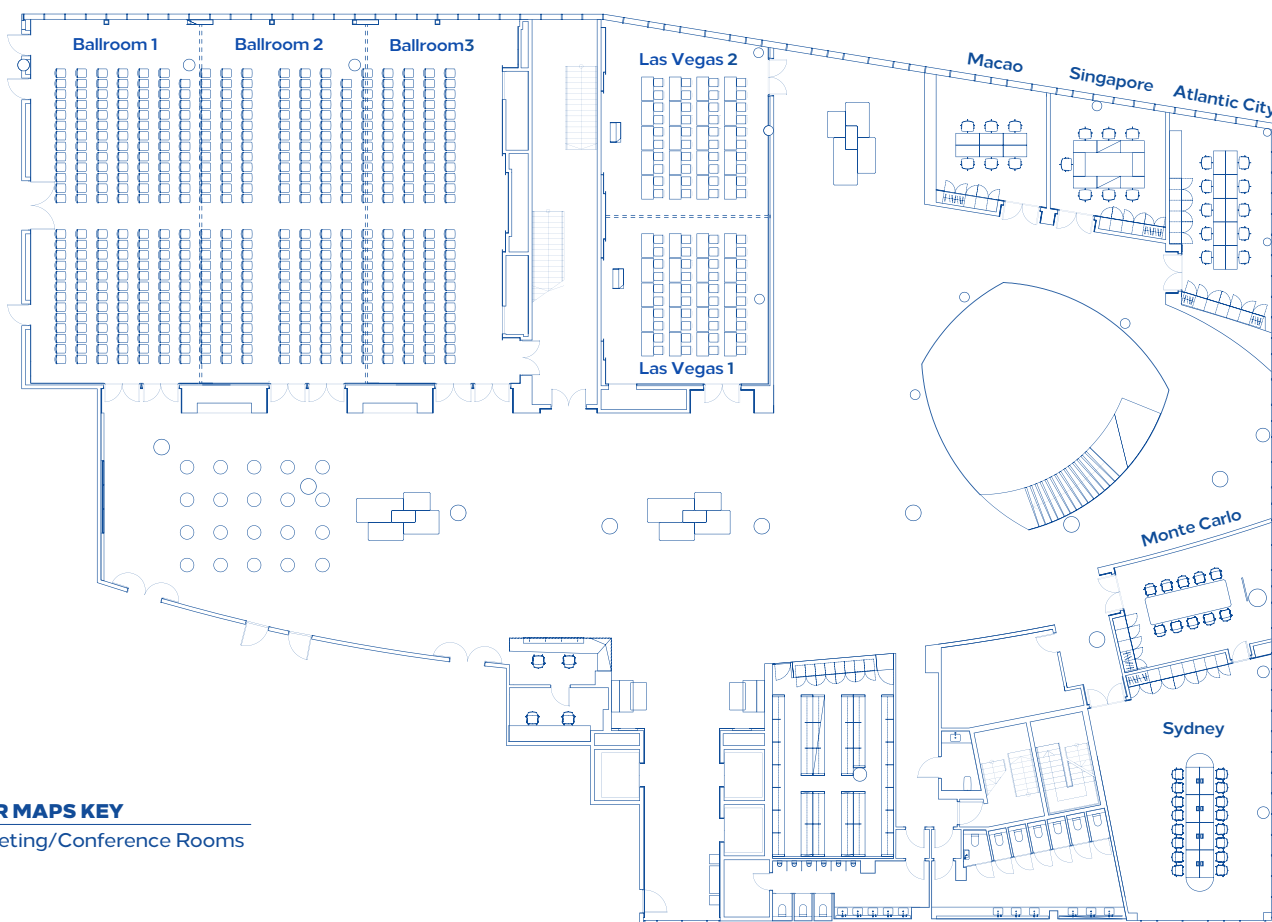 Ballroom 1
Ballroom 2
Ballroom3
Las Vegas 2
Macao
Singapore
Atlantic City
Las Vegas 1
Monte Carlo
Sydney
R MAPS KEY
eting/Conference Rooms